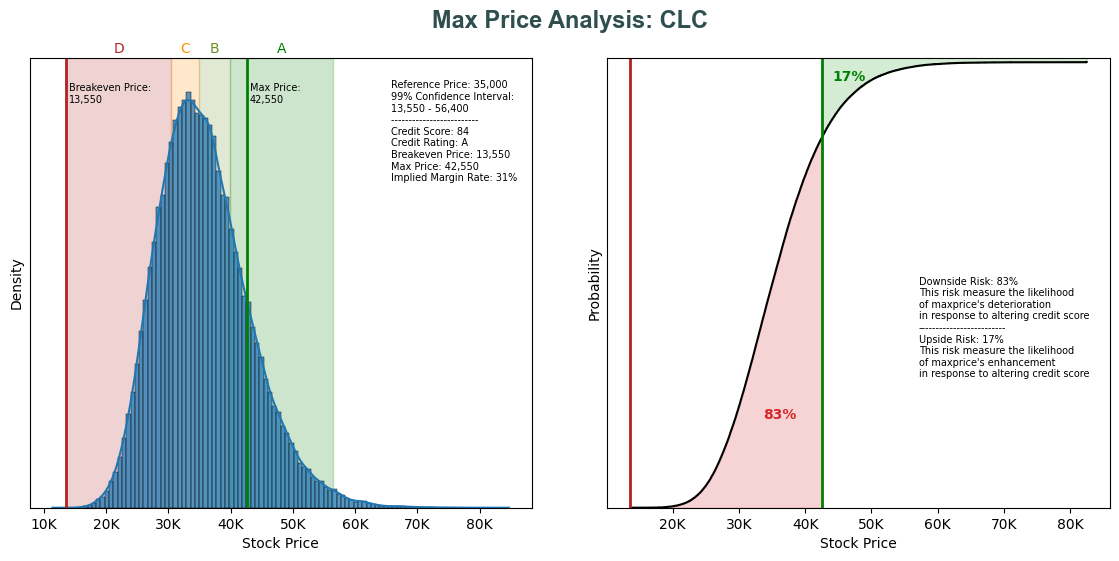 Max Price Analysis: CLC
D
C
B
A
Breakeven Price:
13,550
Max Price:
42,550
Reference Price: 35,000
99% Confidence Interval:
13,550 - 56,400
-------------------------
Credit Score: 84
Credit Rating: A
Breakeven Price: 13,550
Max Price: 42,550
Implied Margin Rate: 31%
Density
10K
20K
30K
40K
50K
60K
70K
80K
Stock Price
17%
83%
Downside Risk: 83%
This risk measure the likelihood
of maxprice's deterioration
in response to altering credit score
-------------------------
Upside Risk: 17%
This risk measure the likelihood
of maxprice's enhancement
in response to altering credit score
Probability
20K
30K
40K
50K
60K
70K
80K
Stock Price